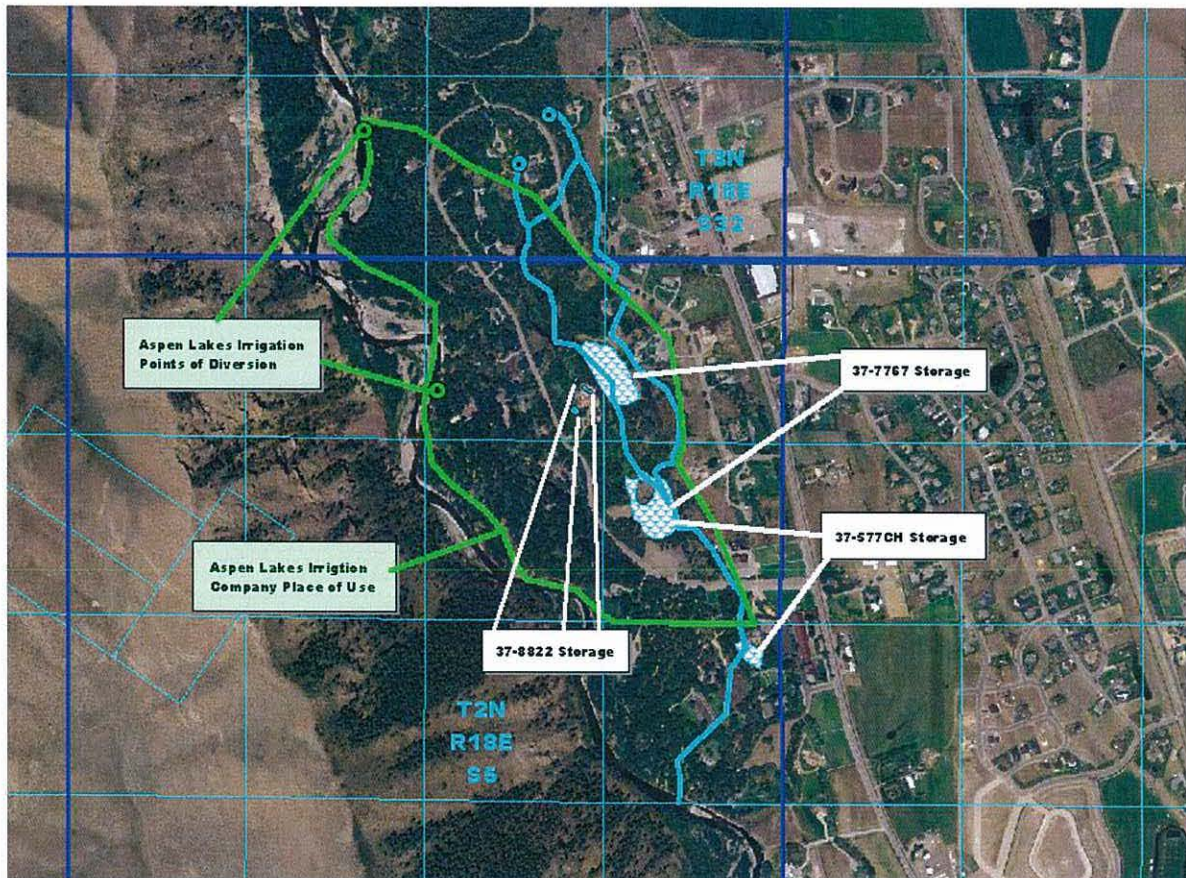 T3N
R18E
S32
Aspen Lakes Irrigation
Points of Diversion
37-7767 Storage
37-577CH Storage
Aspen Lakes Irrigtion
Company Place of Use
37-8822 Storage
T2N
R18E
S5